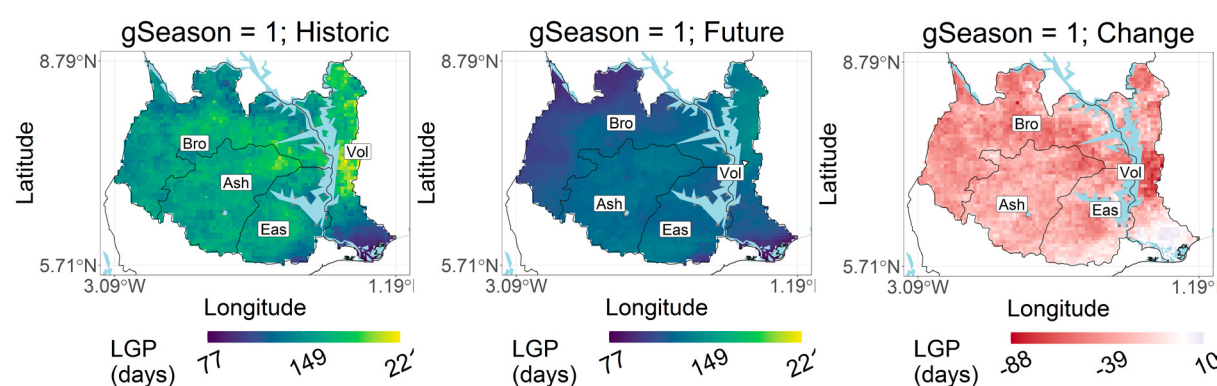 gSeason = 1; Historic
8.79°N
Latitude
Bro
Vol
Ash
Eas
5.71°N
3.09°W
1.19°
Longitude
LGP
(days)
77
149
22
gSeason = 1; Future
8.79°N
Latitude
Bro
Vol
Ash
Eas
5.71°N
3.09°W
1.19°
Longitude
LGP
(days)
77
149
22
gSeason = 1; Change
8.79°N
Latitude
Bro
Vol
Ash
Eas
5.71°N
3.09°W
1.19°
Longitude
LGP
(days)
-88
-39
10